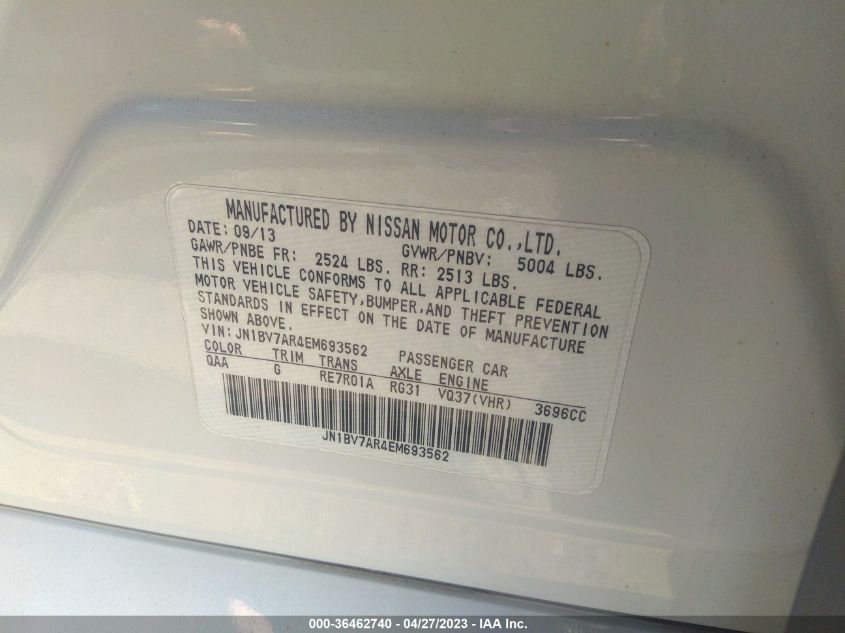 MANUFACTURED BY NISSAN MOTOR CO.,LTD.
DATE: 09/13 GVWR/PNBV: 5004 LBS.
GAWR/PNBE FR: 2524 LBS. RR: 2513 LBS.
THIS VEHICLE CONFORMS TO ALL APPLICABLE FEDERAL
MOTOR VEHICLE SAFETY,BUMPER,AND THEFT PREVENTION
STANDARDS IN EFFECT ON THE DATE OF MANUFACTURE
SHOWN ABOVE.
VIN:JN1BV7AR4EM693562 PASSENGER CAR
COLOR TRIM TRANS AXLE ENGINE
QAA G RE7R01A RG31 VQ37(VHR) 3696CC
JN1BV7AR4EM693562
000-36462740 - 04/27/2023 - IAA Inc.